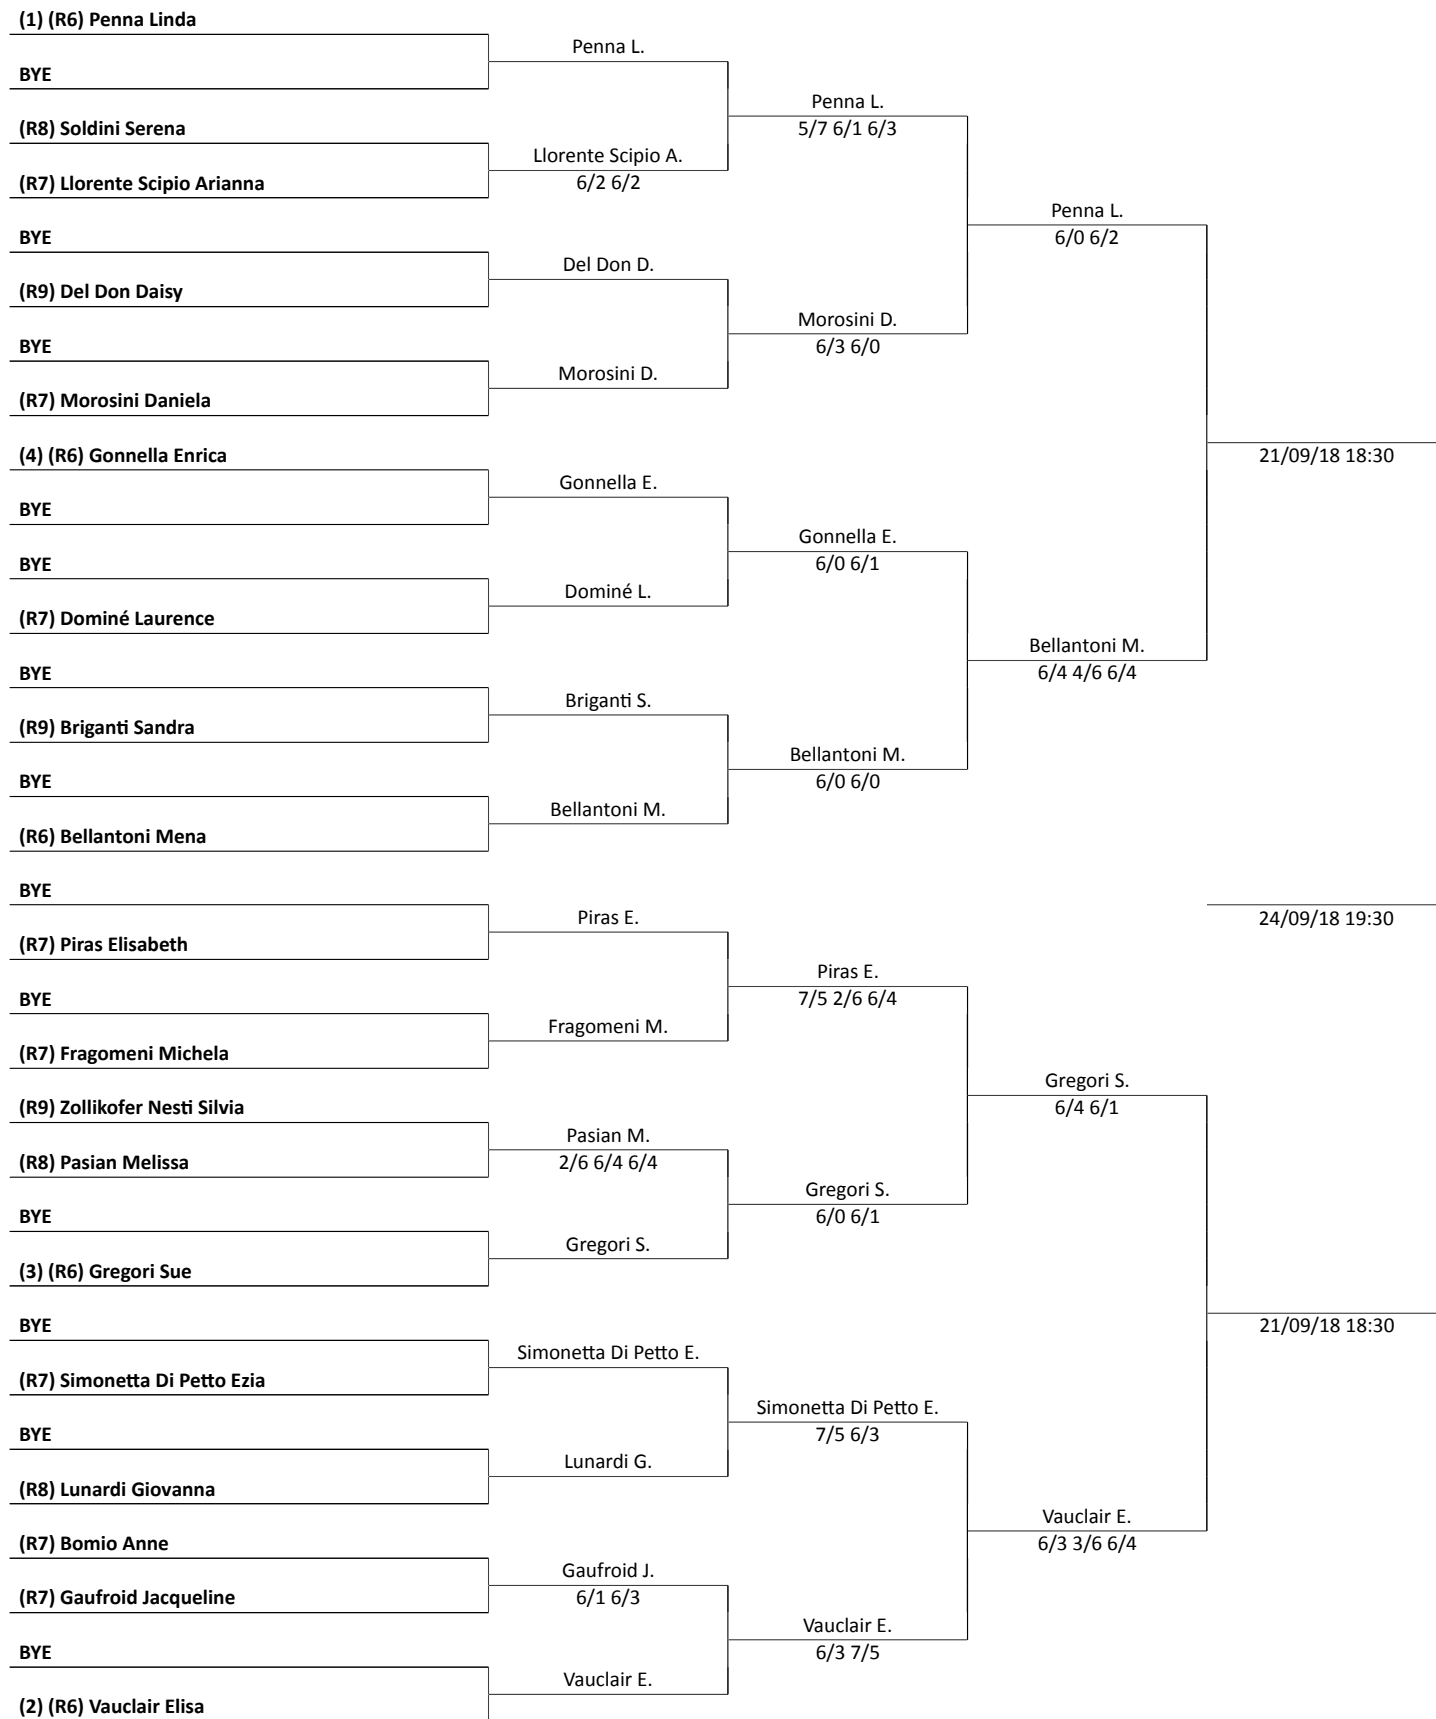 (1) (R6) Penna Linda
BYE
(R8) Soldini Serena
(R7) Llorente Scipio Arianna
BYE
(R9) Del Don Daisy
BYE
(R7) Morosini Daniela
(4) (R6) Gonnella Enrica
BYE
BYE
(R7) Dominé Laurence
BYE
(R9) Briganti Sandra
BYE
(R6) Bellantoni Mena
BYE
(R7) Piras Elisabeth
BYE
(R7) Fragomeni Michela
(R9) Zollikofer Nesti Silvia
(R8) Pasian Melissa
BYE
(3) (R6) Gregori Sue
BYE
(R7) Simonetta Di Petto Ezia
BYE
(R8) Lunardi Giovanna
(R7) Bomio Anne
(R7) Gaufroid Jacqueline
BYE
(2) (R6) Vauclair Elisa
Penna L.
Llorente Scipio A.
6/2 6/2
Del Don D.
Morosini D.
Gonnella E.
Dominé L.
Briganti S.
Bellantoni M.
Piras E.
Fragomeni M.
Pasian M.
2/6 6/4 6/4
Gregori S.
Simonetta Di Petto E.
Lunardi G.
Gaufroid J.
6/1 6/3
Vauclair E.
Penna L.
5/7 6/1 6/3
Morosini D.
6/3 6/0
Gonnella E.
6/0 6/1
Bellantoni M.
6/0 6/0
Piras E.
7/5 2/6 6/4
Gregori S.
6/0 6/1
Simonetta Di Petto E.
7/5 6/3
Vauclair E.
6/3 7/5
Penna L.
6/0 6/2
Bellantoni M.
6/4 4/6 6/4
Gregori S.
6/4 6/1
Vauclair E.
6/3 3/6 6/4
21/09/18 18:30
24/09/18 19:30
21/09/18 18:30